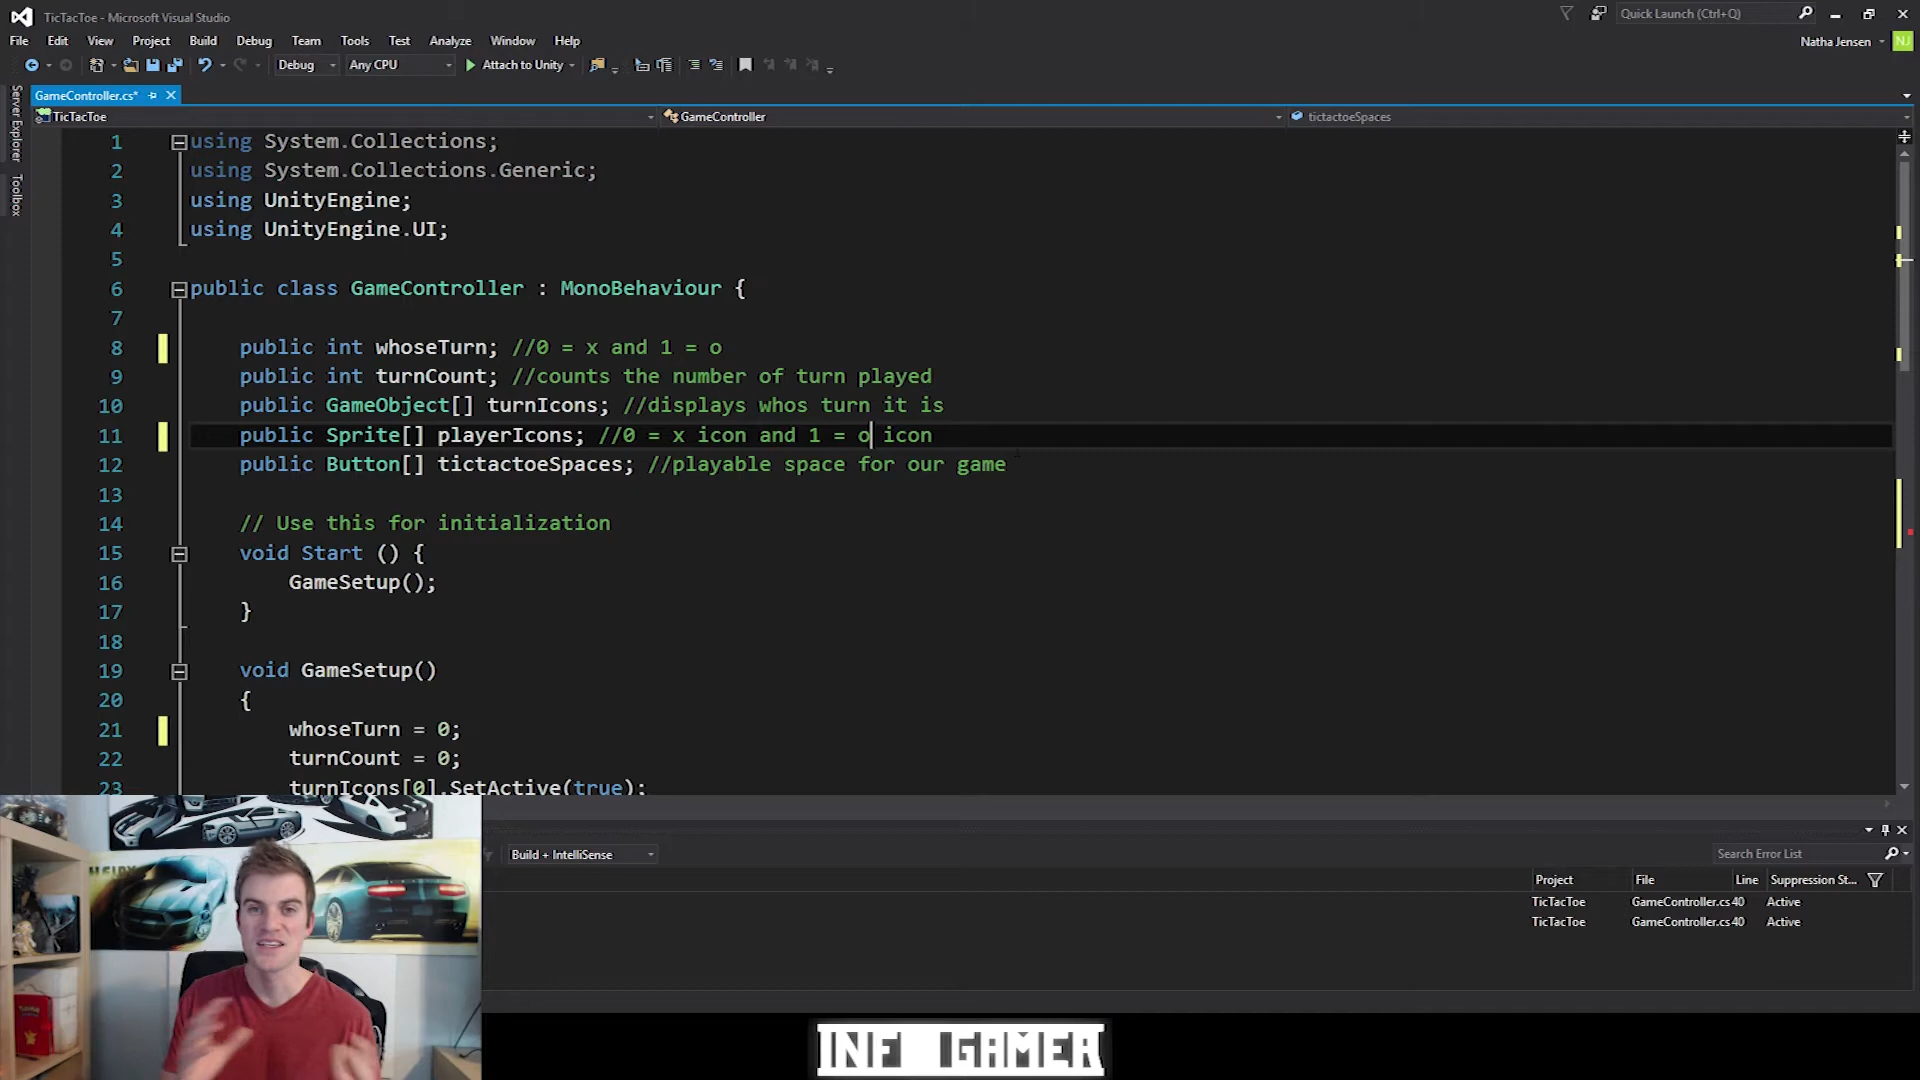 TicTacToe - Microsoft Visual Studio
Quick Launch (Ctrl+Q)
File Edit View Project Build Debug Team Tools Test Analyze Window Help
Natha Jensen NJ
Debug Any CPU Attach to Unity
Server Explorer
Toolbox
GameController.cs*
TicTacToe GameController tictactoeSpaces
1 using System.Collections;
2 using System.Collections.Generic;
3 using UnityEngine;
4 using UnityEngine.UI;
5
6 public class GameController : MonoBehaviour {
7
8 public int whoseTurn; //0 = x and 1 = o
9 public int turnCount; //counts the number of turn played
10 public GameObject[] turnIcons; //displays whos turn it is
11 public Sprite[] playerIcons; //0 = x icon and 1 = o icon
12 public Button[] tictactoeSpaces; //playable space for our game
13
14 // Use this for initialization
15 void Start () {
16 GameSetup();
17 }
18
19 void GameSetup()
20 {
21 whoseTurn = 0;
22 turnCount = 0;
23 turnIcons[0].SetActive(true);
Build + IntelliSense
Search Error List
Project File Line Suppression St...
TicTacToe GameController.cs 40 Active
TicTacToe GameController.cs 40 Active
INF GAMER